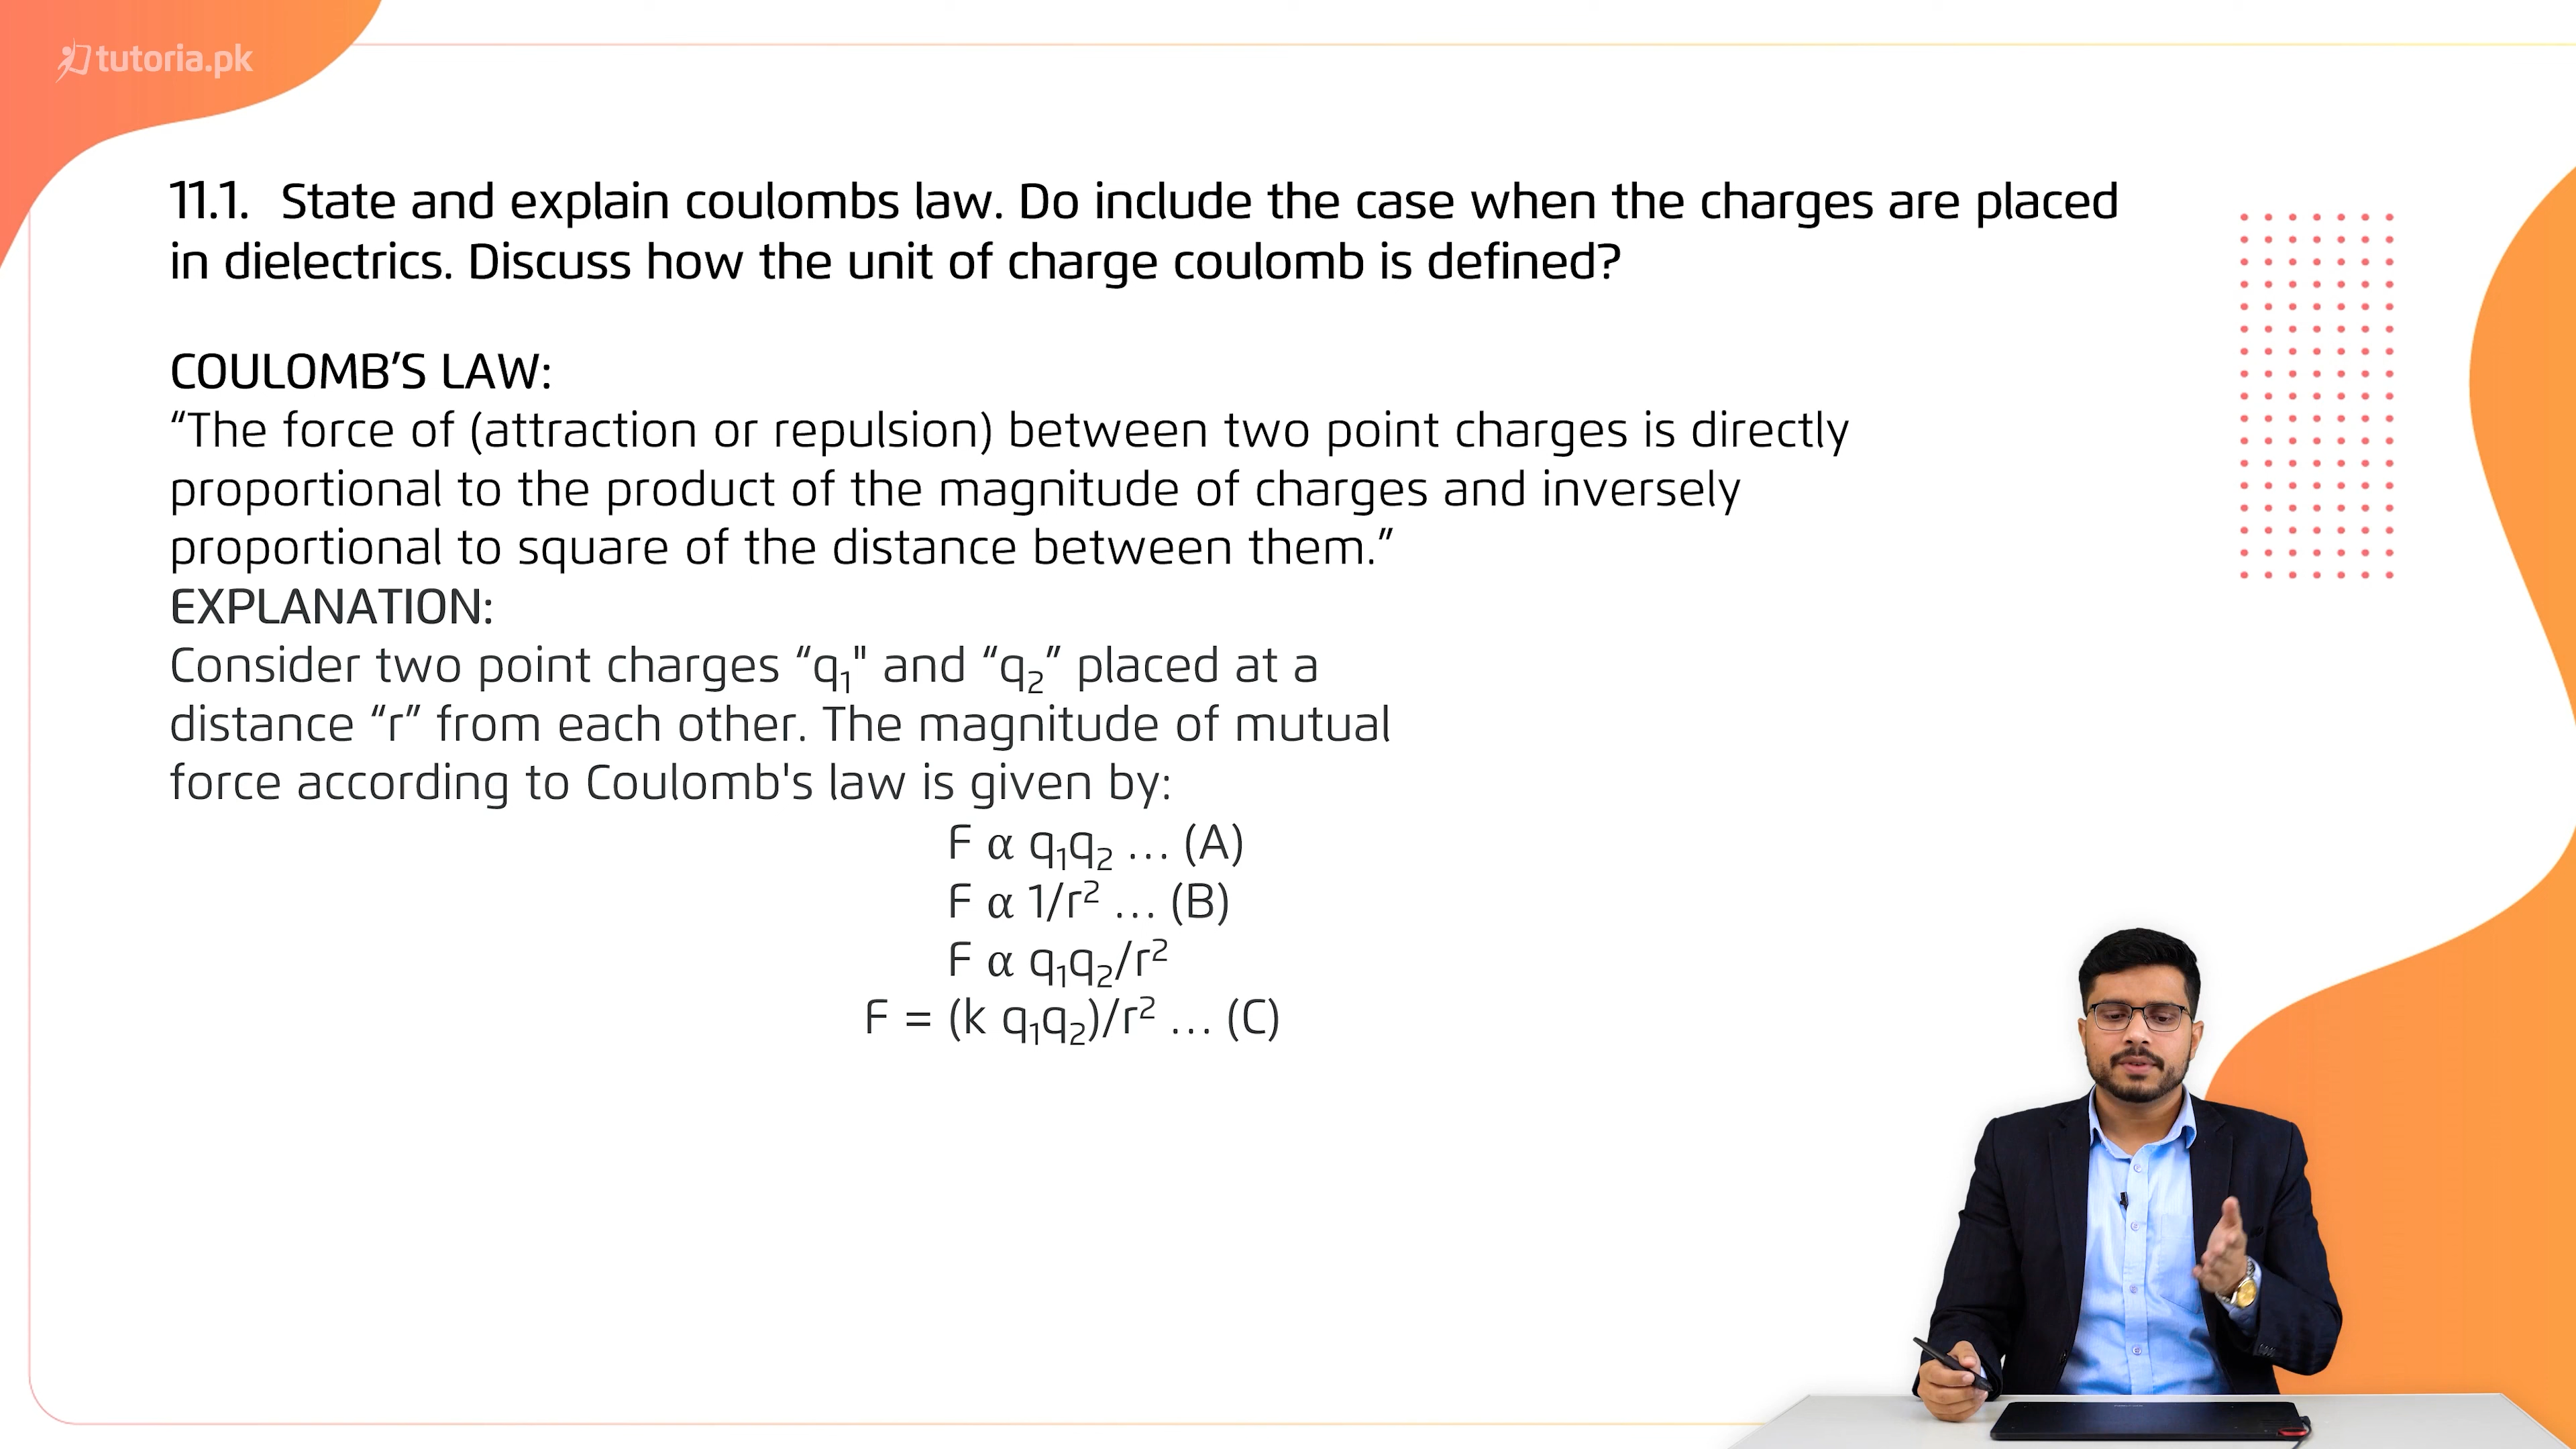 tutoria.pk
11.1. State and explain coulombs law. Do include the case when the charges are placed
in dielectrics. Discuss how the unit of charge coulomb is defined?
COULOMB’S LAW:
“The force of (attraction or repulsion) between two point charges is directly
proportional to the product of the magnitude of charges and inversely
proportional to square of the distance between them.”
EXPLANATION:
Consider two point charges “q₁" and “q₂” placed at a
distance “r” from each other. The magnitude of mutual
force according to Coulomb's law is given by:
F α q₁q₂ ... (A)
F α 1/r² ... (B)
F α q₁q₂/r²
F = (k q₁q₂)/r² ... (C)